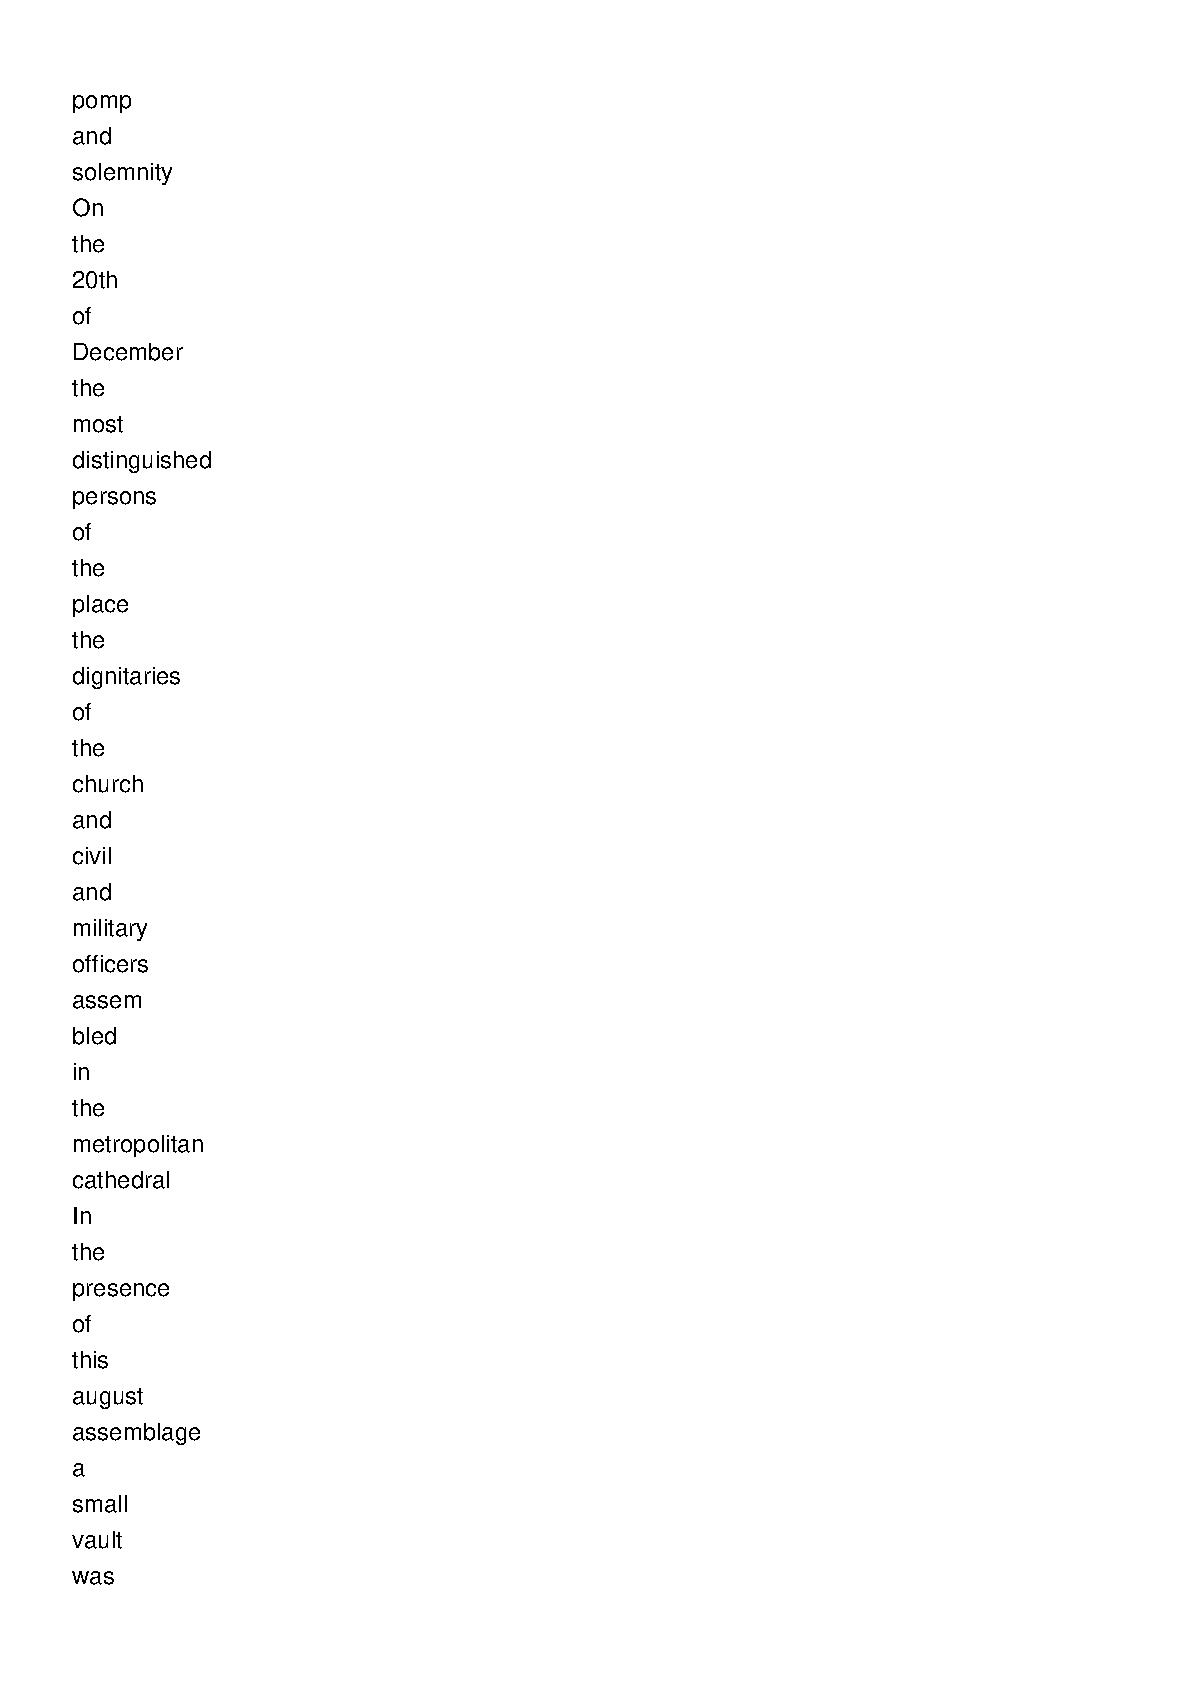 pomp
and
solemnity
On
the
20th
of
December
the
most
distinguished
persons
of
the
place
the
dignitaries
of
the
church
and
civil
and
military
officers
assem
bled
in
the
metropolitan
cathedral
In
the
presence
of
this
august
assemblage
a
small
vault
was